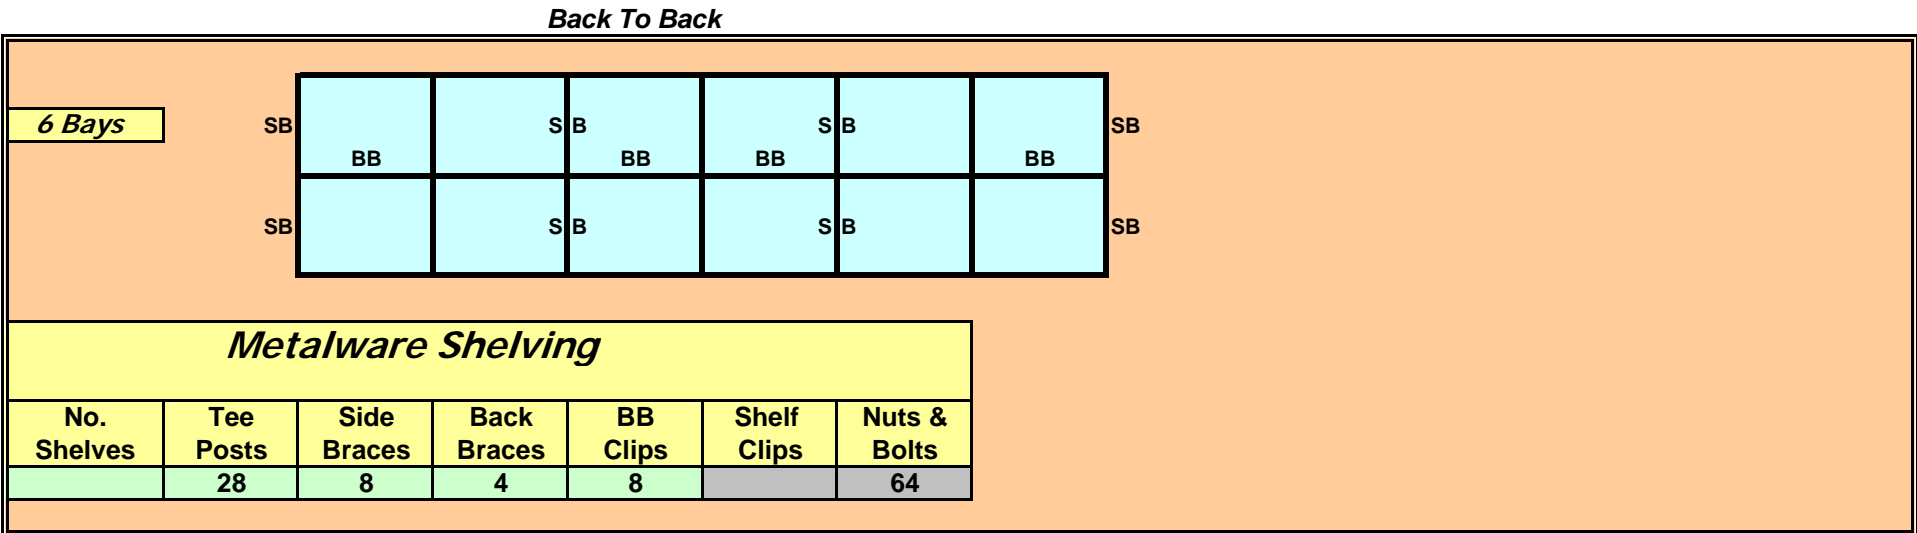 Back To Back
6 Bays SB S B S B SB
BB BB BB BB
SB S B S B SB
Metalware Shelving
No. Tee Side Back BB Shelf Nuts &
Shelves Posts Braces Braces Clips Clips Bolts
28 8 4 8 64